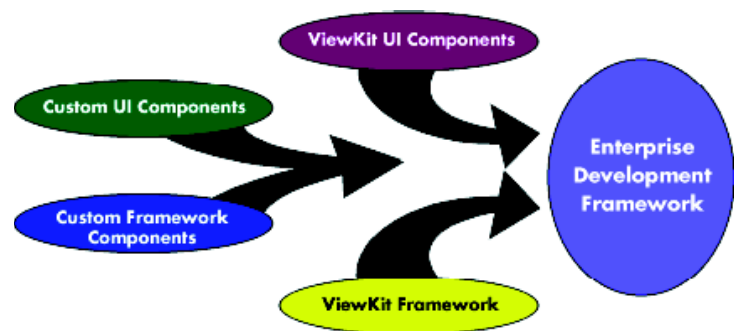 ViewKit UI Components
Custom UI Components
Custom Framework
Components
ViewKit Framework
Enterprise
Development
Framework